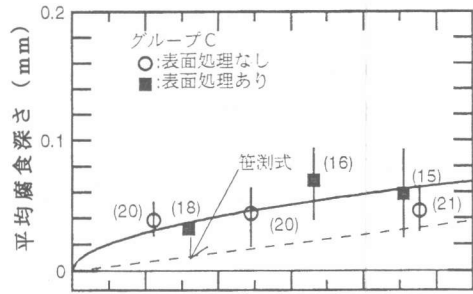 0.2
グループC
○:表面処理なし
■:表面処理あり
平均腐食深さ (mm)
0.1
笹測式
(16)
(15)
(20)
(18)
(20)
(21)
0